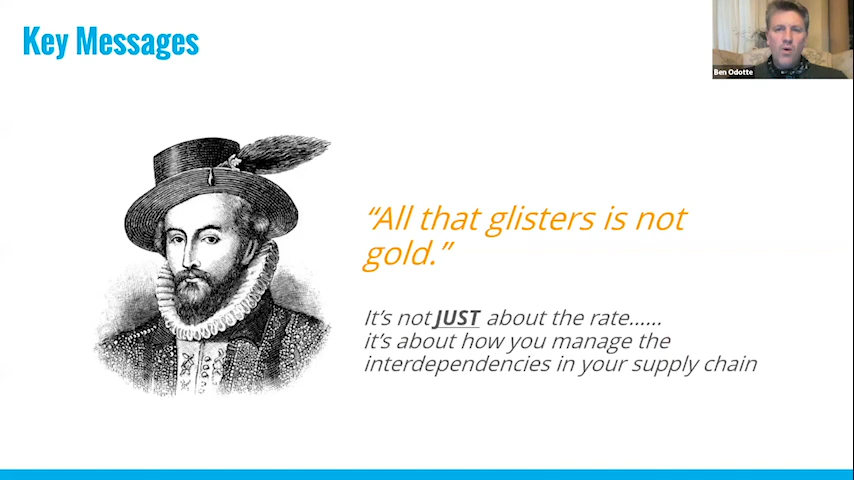 Key Messages
Ben Odotte
“All that glisters is not
gold.”
It’s not JUST about the rate......
it’s about how you manage the
interdependencies in your supply chain